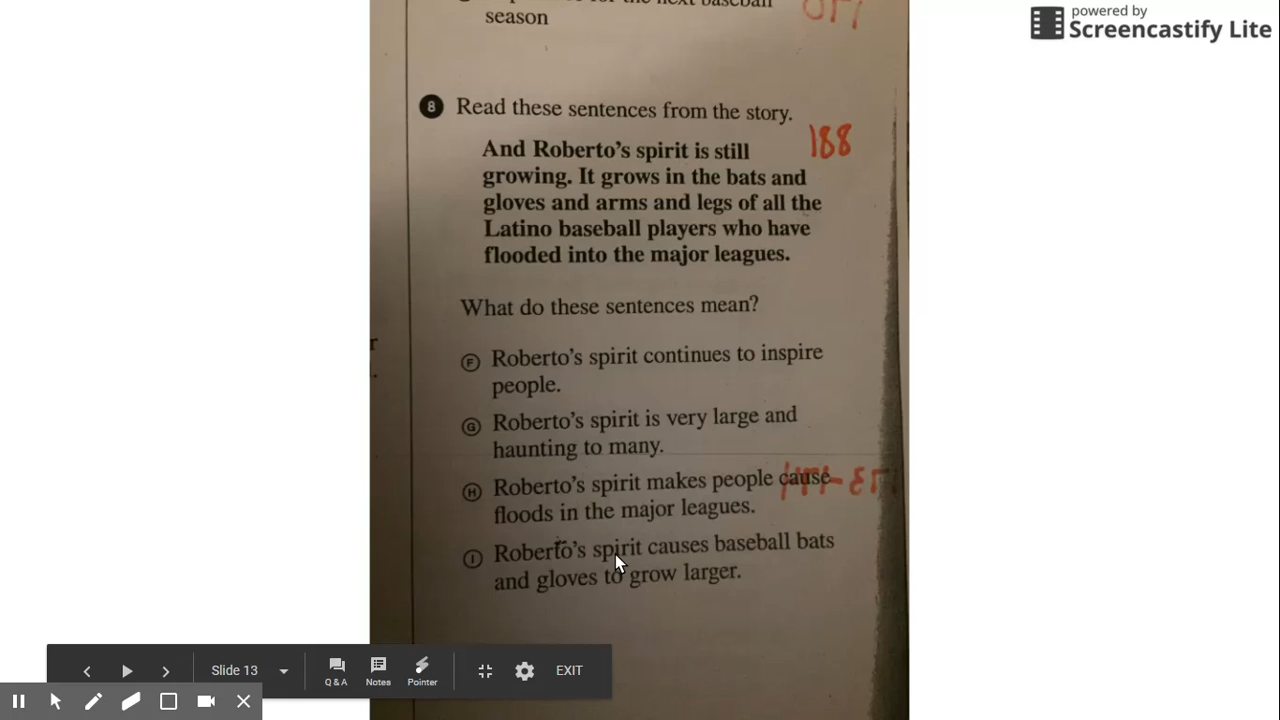 powered by
Screencastify Lite
for the next baseball
season
8 Read these sentences from the story.
188
And Roberto's spirit is still
growing. It grows in the bats and
gloves and arms and legs of all the
Latino baseball players who have
flooded into the major leagues.
What do these sentences mean?
F Roberto's spirit continues to inspire
people.
G Roberto's spirit is very large and
haunting to many.
H Roberto's spirit makes people cause
floods in the major leagues.
I Roberto's spirit causes baseball bats
and gloves to grow larger.
Slide 13
Q & A
Notes
Pointer
EXIT